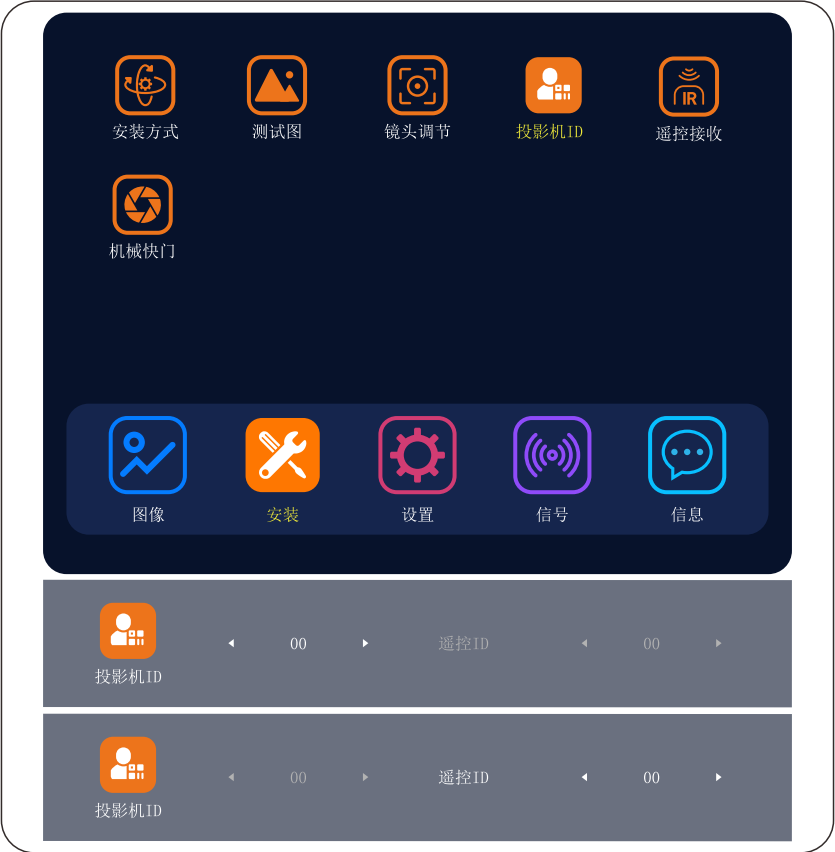 安装方式 测试图 镜头调节 投影机ID 遥控接收
IR
机械快门
图像 安装 设置 信号 信息
00 遥控ID 00
投影机ID
00 遥控ID 00
投影机ID